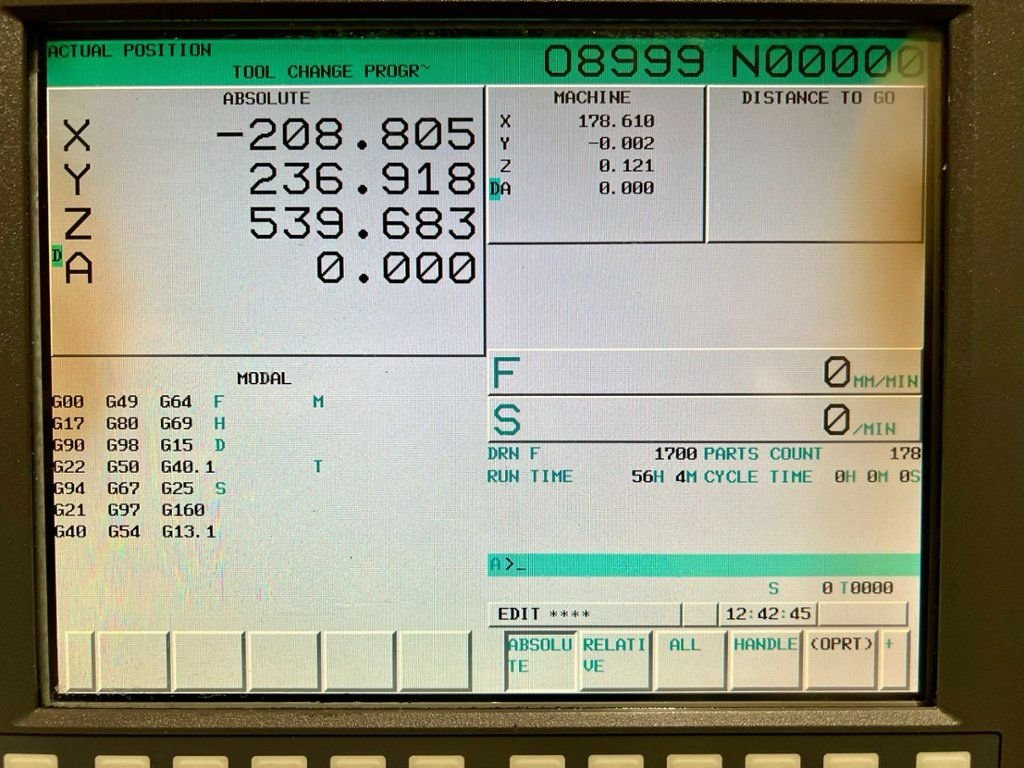 ACTUAL POSITION
TOOL CHANGE PROGR~
O8999 N00000
ABSOLUTE
X -208.805
Y 236.918
Z 539.683
D A 0.000
MACHINE
X 178.610
Y -0.002
Z 0.121
DA 0.000
DISTANCE TO GO
MODAL
G00 G49 G64 F M
G17 G80 G69 H
G90 G98 G15 D
G22 G50 G40.1 T
G94 G67 G25 S
G21 G97 G160
G40 G54 G13.1
F 0 MM/MIN
S 0 /MIN
DRN F 1700 PARTS COUNT 178
RUN TIME 56H 4M CYCLE TIME 0H 0M 0S
A>_
S 0 T0000
EDIT **** 12:42:45
ABSOLU RELATI ALL HANDLE (OPRT) +
TE VE